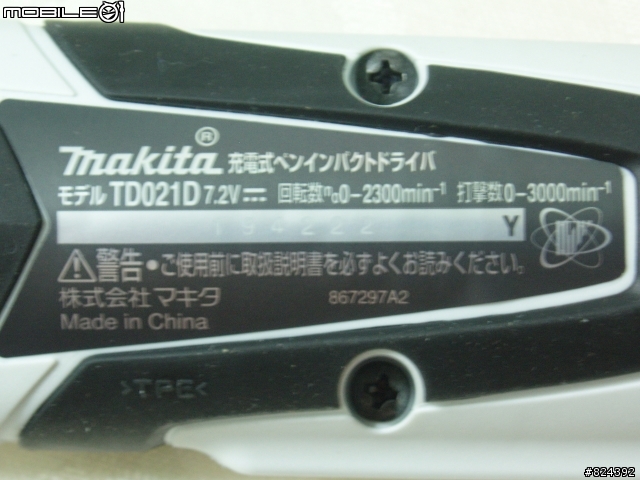 MOBILE01
makita® 充電式ペンインパクトドライバ
モデル TD021D 7.2V⎓ 回転数n₀0-2300min⁻¹ 打撃数0-3000min⁻¹
194222 Y
⚠警告・ご使用前に取扱説明書を必ずよくお読みください。
株式会社マキタ 867297A2
Made in China
>TPE<
#824392